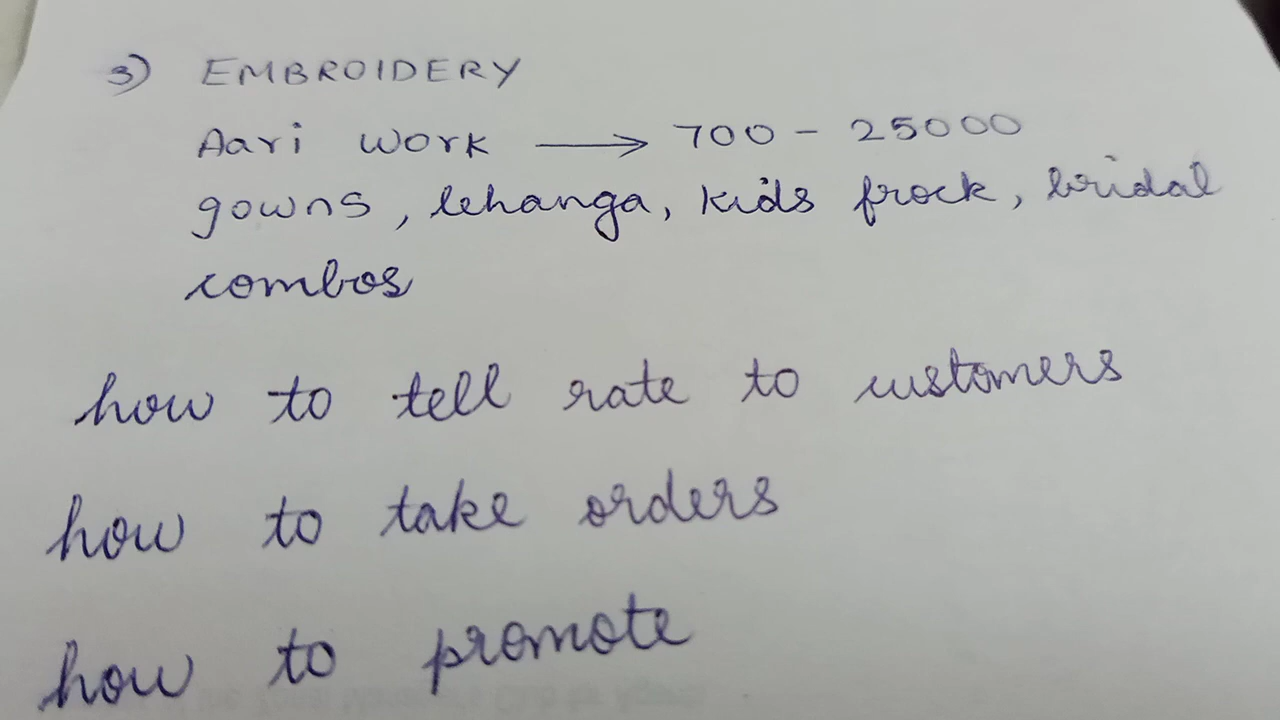 3) EMBROIDERY
Aari work → 700 - 25000
gowns, lehanga, kids frock, bridal
combos
how to tell rate to customers
how to take orders
how to promote